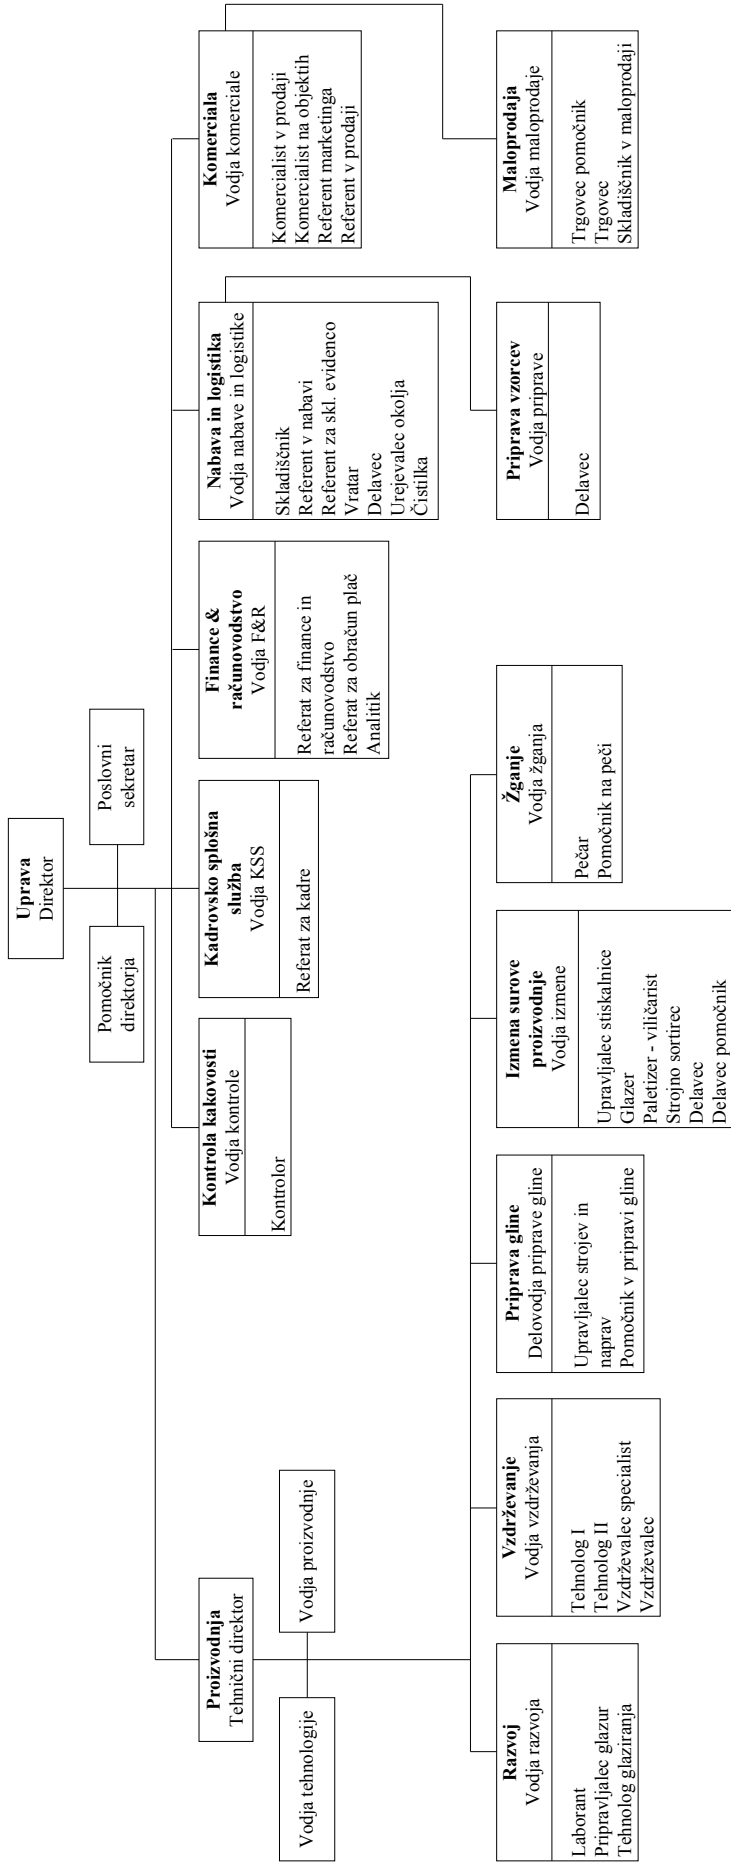 Uprava
Direktor
Pomočnik
direktorja
Poslovni
sekretar
Proizvodnja
Tehnični direktor
Vodja tehnologije
Vodja proizvodnje
Kontrola kakovosti
Vodja kontrole
Kontrolor
Kadrovsko splošna
služba
Vodja KSS
Referat za kadre
Finance &
računovodstvo
Vodja F&R
Referat za finance in
računovodstvo
Referat za obračun plač
Analitik
Nabava in logistika
Vodja nabave in logistike
Skladiščnik
Referent v nabavi
Referent za skl. evidenco
Vratar
Delavec
Urejevalec okolja
Čistilka
Komerciala
Vodja komerciale
Komercialist v prodaji
Komercialist na objektih
Referent marketinga
Referent v prodaji
Razvoj
Vodja razvoja
Laborant
Pripravljalec glazur
Tehnolog glaziranja
Vzdrževanje
Vodja vzdrževanja
Tehnolog I
Tehnolog II
Vzdrževalec specialist
Vzdrževalec
Priprava gline
Delovodja priprave gline
Upravljalec strojev in
naprav
Pomočnik v pripravi gline
Izmena surove
proizvodnje
Vodja izmene
Upravljalec stiskalnice
Glazer
Paletizer - viličarist
Strojno sortirec
Delavec
Delavec pomočnik
Žganje
Vodja žganja
Pečar
Pomočnik na peči
Priprava vzorcev
Vodja priprave
Delavec
Maloprodaja
Vodja maloprodaje
Trgovec pomočnik
Trgovec
Skladiščnik v maloprodaji